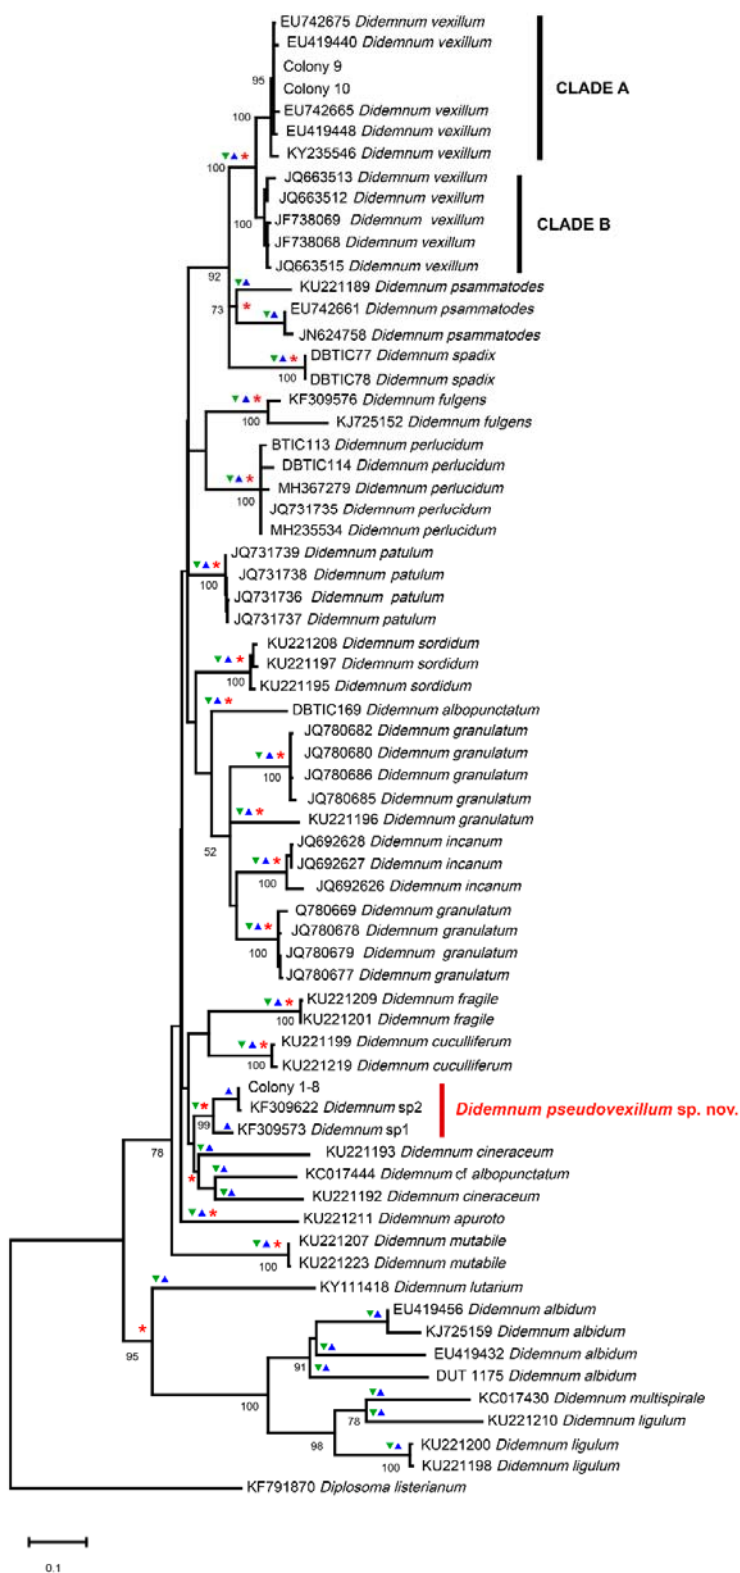 EU742675 Didemnum vexillum
EU419440 Didemnum vexillum
95
Colony 9
Colony 10
CLADE A
100
EU742665 Didemnum vexillum
EU419448 Didemnum vexillum
KY235546 Didemnum vexillum
100
JQ663513 Didemnum vexillum
JQ663512 Didemnum vexillum
JF738069 Didemnum vexillum
100
CLADE B
JF738068 Didemnum vexillum
JQ663515 Didemnum vexillum
92
KU221189 Didemnum psammatodes
* EU742661 Didemnum psammatodes
73
JN624758 Didemnum psammatodes
DBTIC77 Didemnum spadix
100
DBTIC78 Didemnum spadix
KF309576 Didemnum fulgens
100
KJ725152 Didemnum fulgens
BTIC113 Didemnum perlucidum
DBTIC114 Didemnum perlucidum
MH367279 Didemnum perlucidum
100
JQ731735 Didemnum perlucidum
MH235534 Didemnum perlucidum
JQ731739 Didemnum patulum
JQ731738 Didemnum patulum
100
JQ731736 Didemnum patulum
JQ731737 Didemnum patulum
KU221208 Didemnum sordidum
KU221197 Didemnum sordidum
100
KU221195 Didemnum sordidum
DBTIC169 Didemnum albopunctatum
JQ780682 Didemnum granulatum
JQ780680 Didemnum granulatum
100
JQ780686 Didemnum granulatum
JQ780685 Didemnum granulatum
KU221196 Didemnum granulatum
JQ692628 Didemnum incanum
52
JQ692627 Didemnum incanum
100
JQ692626 Didemnum incanum
Q780669 Didemnum granulatum
JQ780678 Didemnum granulatum
100
JQ780679 Didemnum granulatum
JQ780677 Didemnum granulatum
KU221209 Didemnum fragile
100
KU221201 Didemnum fragile
KU221199 Didemnum cuculliferum
100
KU221219 Didemnum cuculliferum
Colony 1-8
KF309622 Didemnum sp2
Didemnum pseudovexillum sp. nov.
99
KF309573 Didemnum sp1
78
KU221193 Didemnum cineraceum
KC017444 Didemnum cf albopunctatum
KU221192 Didemnum cineraceum
KU221211 Didemnum apuroto
KU221207 Didemnum mutabile
100
KU221223 Didemnum mutabile
KY111418 Didemnum lutarium
EU419456 Didemnum albidum
KJ725159 Didemnum albidum
95
EU419432 Didemnum albidum
91
DUT 1175 Didemnum albidum
100
KC017430 Didemnum multispirale
78
KU221210 Didemnum ligulum
98
KU221200 Didemnum ligulum
100
KU221198 Didemnum ligulum
KF791870 Diplosoma listerianum
0.1